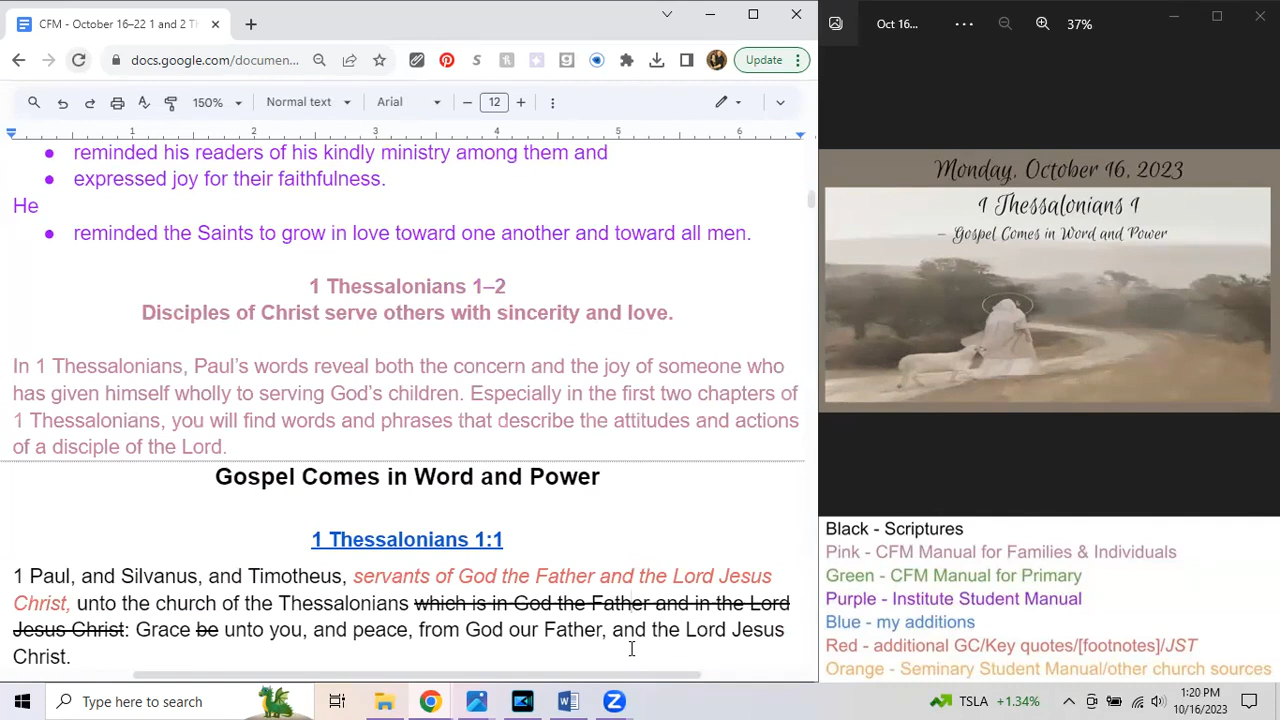 CFM - October 16–22 1 and 2 Th
Oct 16...
37%
docs.google.com/documen...
Update
150%
Normal text
Arial
12
1 2 3 4 5 6
reminded his readers of his kindly ministry among them and
expressed joy for their faithfulness.
He
reminded the Saints to grow in love toward one another and toward all men.
1 Thessalonians 1–2
Disciples of Christ serve others with sincerity and love.
In 1 Thessalonians, Paul's words reveal both the concern and the joy of someone who
has given himself wholly to serving God's children. Especially in the first two chapters of
1 Thessalonians, you will find words and phrases that describe the attitudes and actions
of a disciple of the Lord.
Gospel Comes in Word and Power
1 Thessalonians 1:1
1 Paul, and Silvanus, and Timotheus, servants of God the Father and the Lord Jesus
Christ, unto the church of the Thessalonians which is in God the Father and in the Lord
Jesus Christ: Grace be unto you, and peace, from God our Father, and the Lord Jesus
Christ.
Monday, October 16, 2023
1 Thessalonians 1
– Gospel Comes in Word and Power
Black - Scriptures
Pink - CFM Manual for Families & Individuals
Green - CFM Manual for Primary
Purple - Institute Student Manual
Blue - my additions
Red - additional GC/Key quotes/[footnotes]/JST
Orange - Seminary Student Manual/other church sources
Type here to search
TSLA +1.34%
1:20 PM
10/16/2023